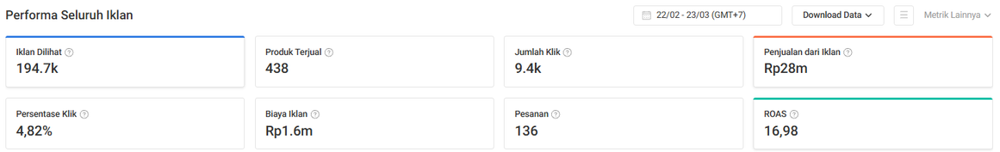 Performa Seluruh Iklan
22/02 - 23/03 (GMT+7)
Download Data
Metrik Lainnya
Iklan Dilihat
194.7k
Produk Terjual
438
Jumlah Klik
9.4k
Penjualan dari Iklan
Rp28m
Persentase Klik
4,82%
Biaya Iklan
Rp1.6m
Pesanan
136
ROAS
16,98